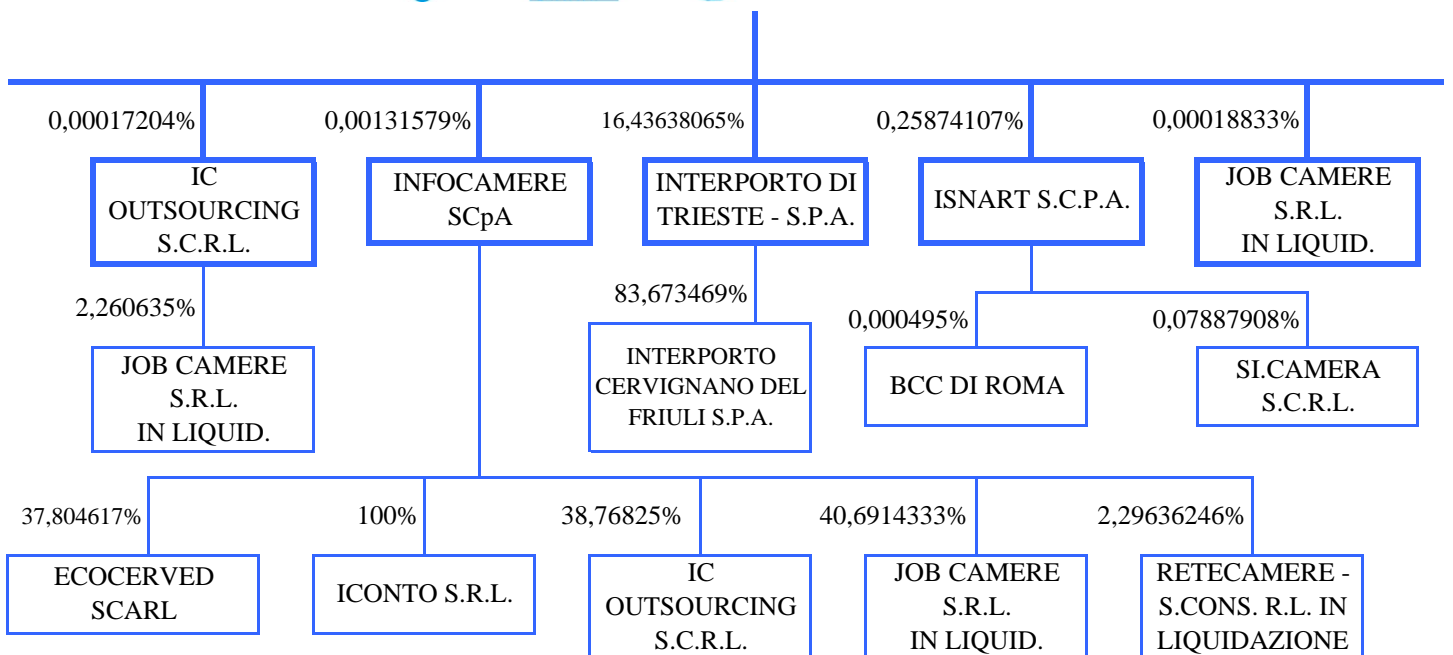 0,00017204%
0,00131579%
16,43638065%
0,25874107%
0,00018833%
IC
OUTSOURCING
S.C.R.L.
INFOCAMERE
SCpA
INTERPORTO DI
TRIESTE - S.P.A.
ISNART S.C.P.A.
JOB CAMERE
S.R.L.
IN LIQUID.
2,260635%
83,673469%
0,000495%
0,07887908%
JOB CAMERE
S.R.L.
IN LIQUID.
INTERPORTO
CERVIGNANO DEL
FRIULI S.P.A.
BCC DI ROMA
SI.CAMERA
S.C.R.L.
37,804617%
100%
38,76825%
40,6914333%
2,29636246%
ECOCERVED
SCARL
ICONTO S.R.L.
IC
OUTSOURCING
S.C.R.L.
JOB CAMERE
S.R.L.
IN LIQUID.
RETECAMERE -
S.CONS. R.L. IN
LIQUIDAZIONE